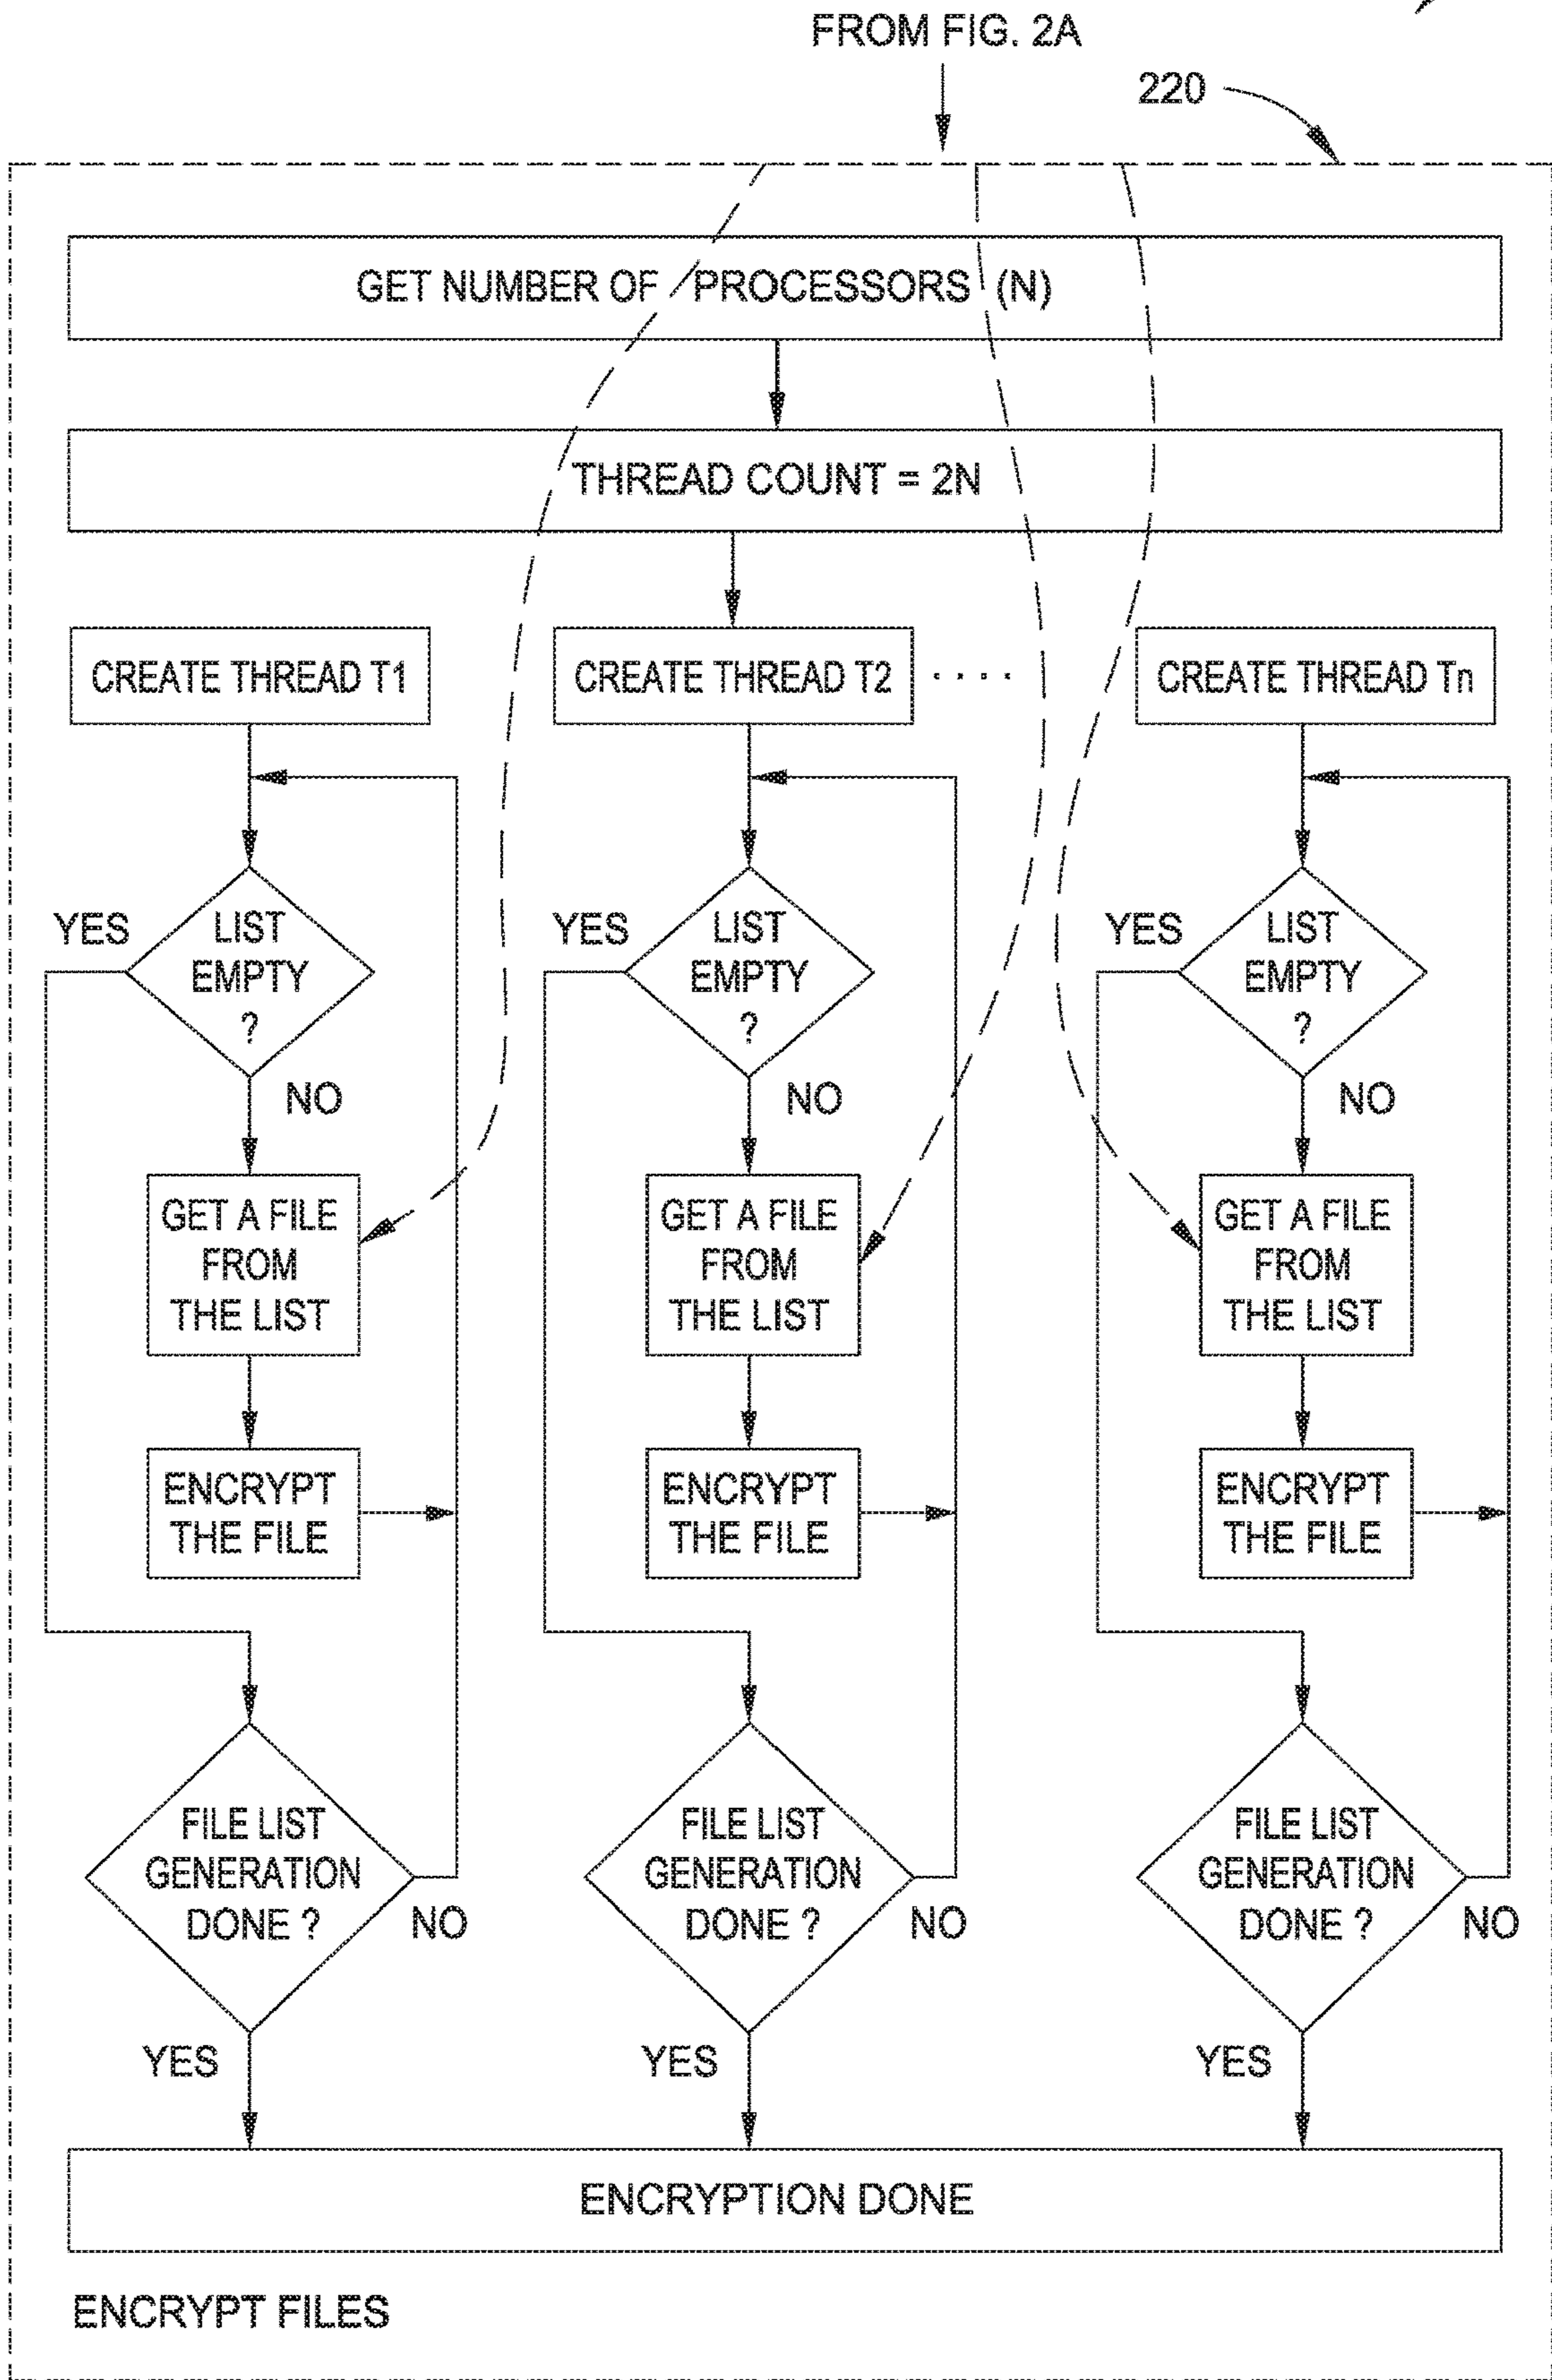 FROM FIG. 2A
220
GET NUMBER OF PROCESSORS (N)
THREAD COUNT = 2N
CREATE THREAD T1
CREATE THREAD T2
. . . .
CREATE THREAD Tn
YES
LIST
EMPTY
?
NO
GET A FILE
FROM
THE LIST
ENCRYPT
THE FILE
FILE LIST
GENERATION
DONE ?
NO
YES
YES
LIST
EMPTY
?
NO
GET A FILE
FROM
THE LIST
ENCRYPT
THE FILE
FILE LIST
GENERATION
DONE ?
NO
YES
YES
LIST
EMPTY
?
NO
GET A FILE
FROM
THE LIST
ENCRYPT
THE FILE
FILE LIST
GENERATION
DONE ?
NO
YES
ENCRYPTION DONE
ENCRYPT FILES